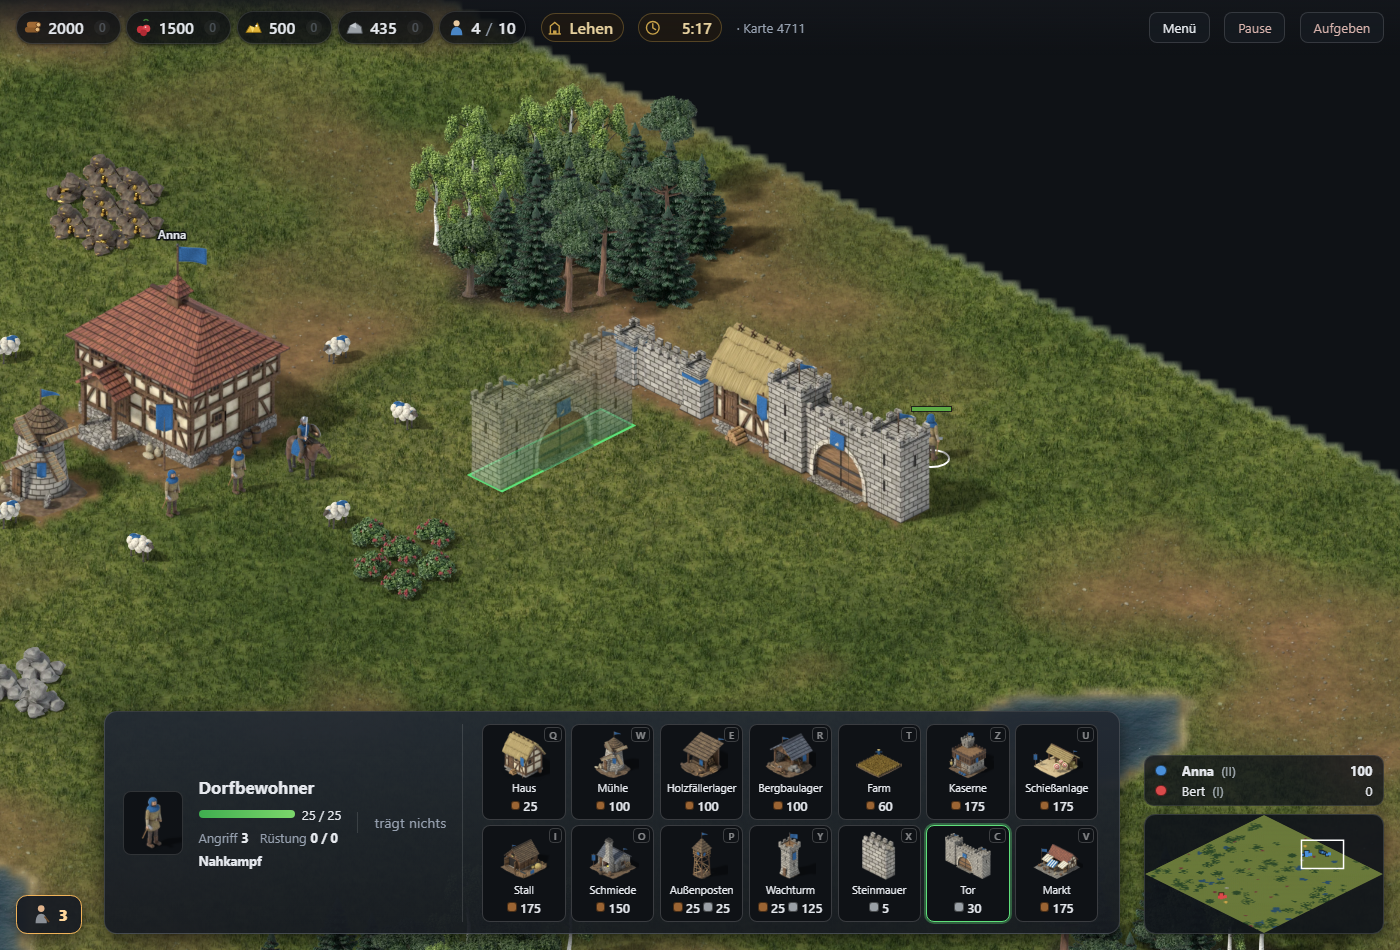 2000 0 1500 0 500 0 435 0 4 / 10 Lehen 5:17 · Karte 4711 Menü Pause Aufgeben
Anna
Dorfbewohner
25 / 25
Angriff 3 Rüstung 0 / 0
Nahkampf
trägt nichts
Q W E R T Z U
Haus Mühle Holzfällerlager Bergbaulager Farm Kaserne Schießanlage
25 100 100 100 60 175 175
I O P Y X C V
Stall Schmiede Außenposten Wachturm Steinmauer Tor Markt
175 150 25 25 25 125 5 30 175
Anna (II) 100
Bert (I) 0
3